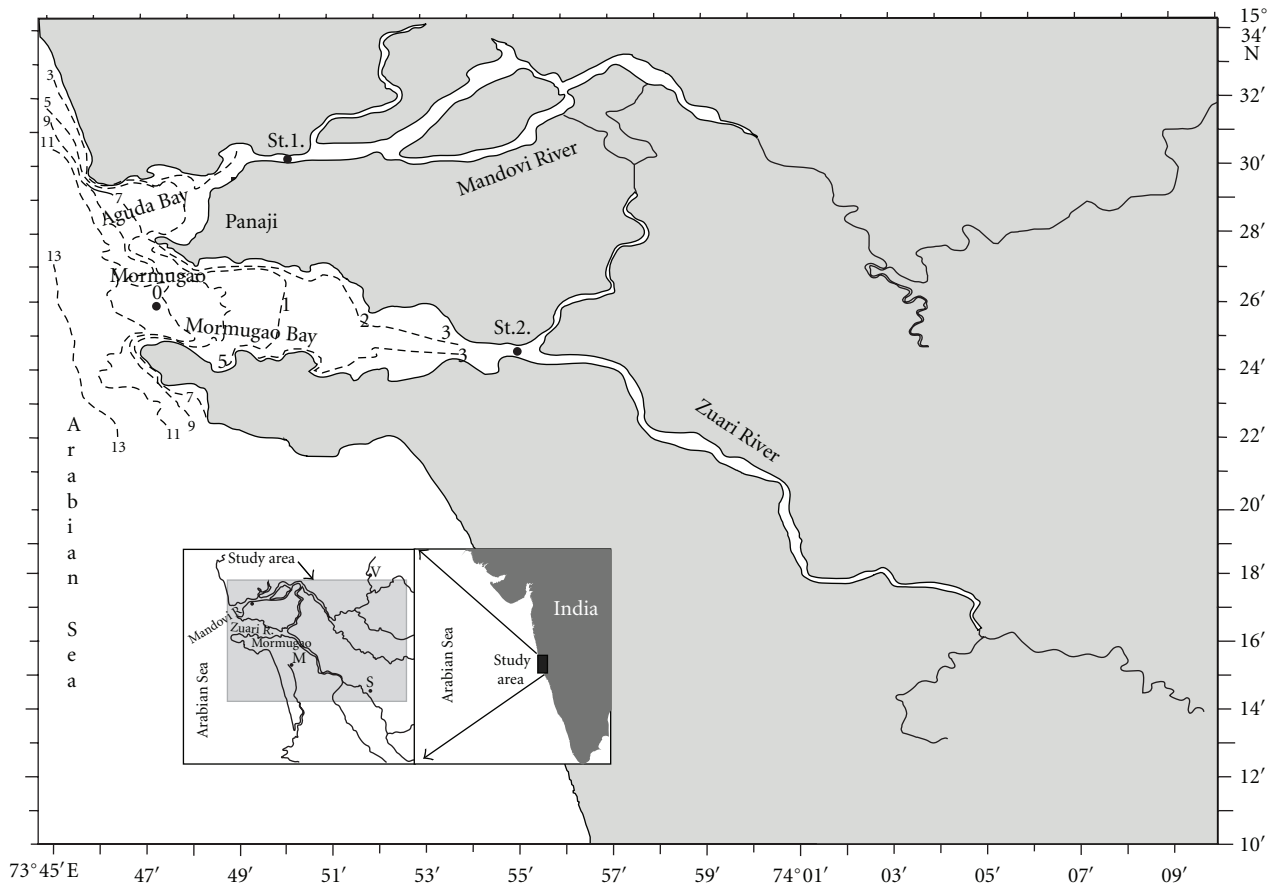 15°
34′
N
3
5
9
11
32′
St.1.
30′
Mandovi River
7
Aguda Bay
Panaji
28′
13
Mormugao
0
1
26′
Mormugao Bay
2
3
St.2.
3
5
24′
7
9
11
13
Zuari River
22′
Arabian Sea
20′
18′
16′
14′
12′
10′
Study area
V
Mandovi R.
Zuari R.
Mormugao
M
S
Arabian Sea
India
Arabian Sea
Study
area
73°45′E
47′
49′
51′
53′
55′
57′
59′
74°01′
03′
05′
07′
09′